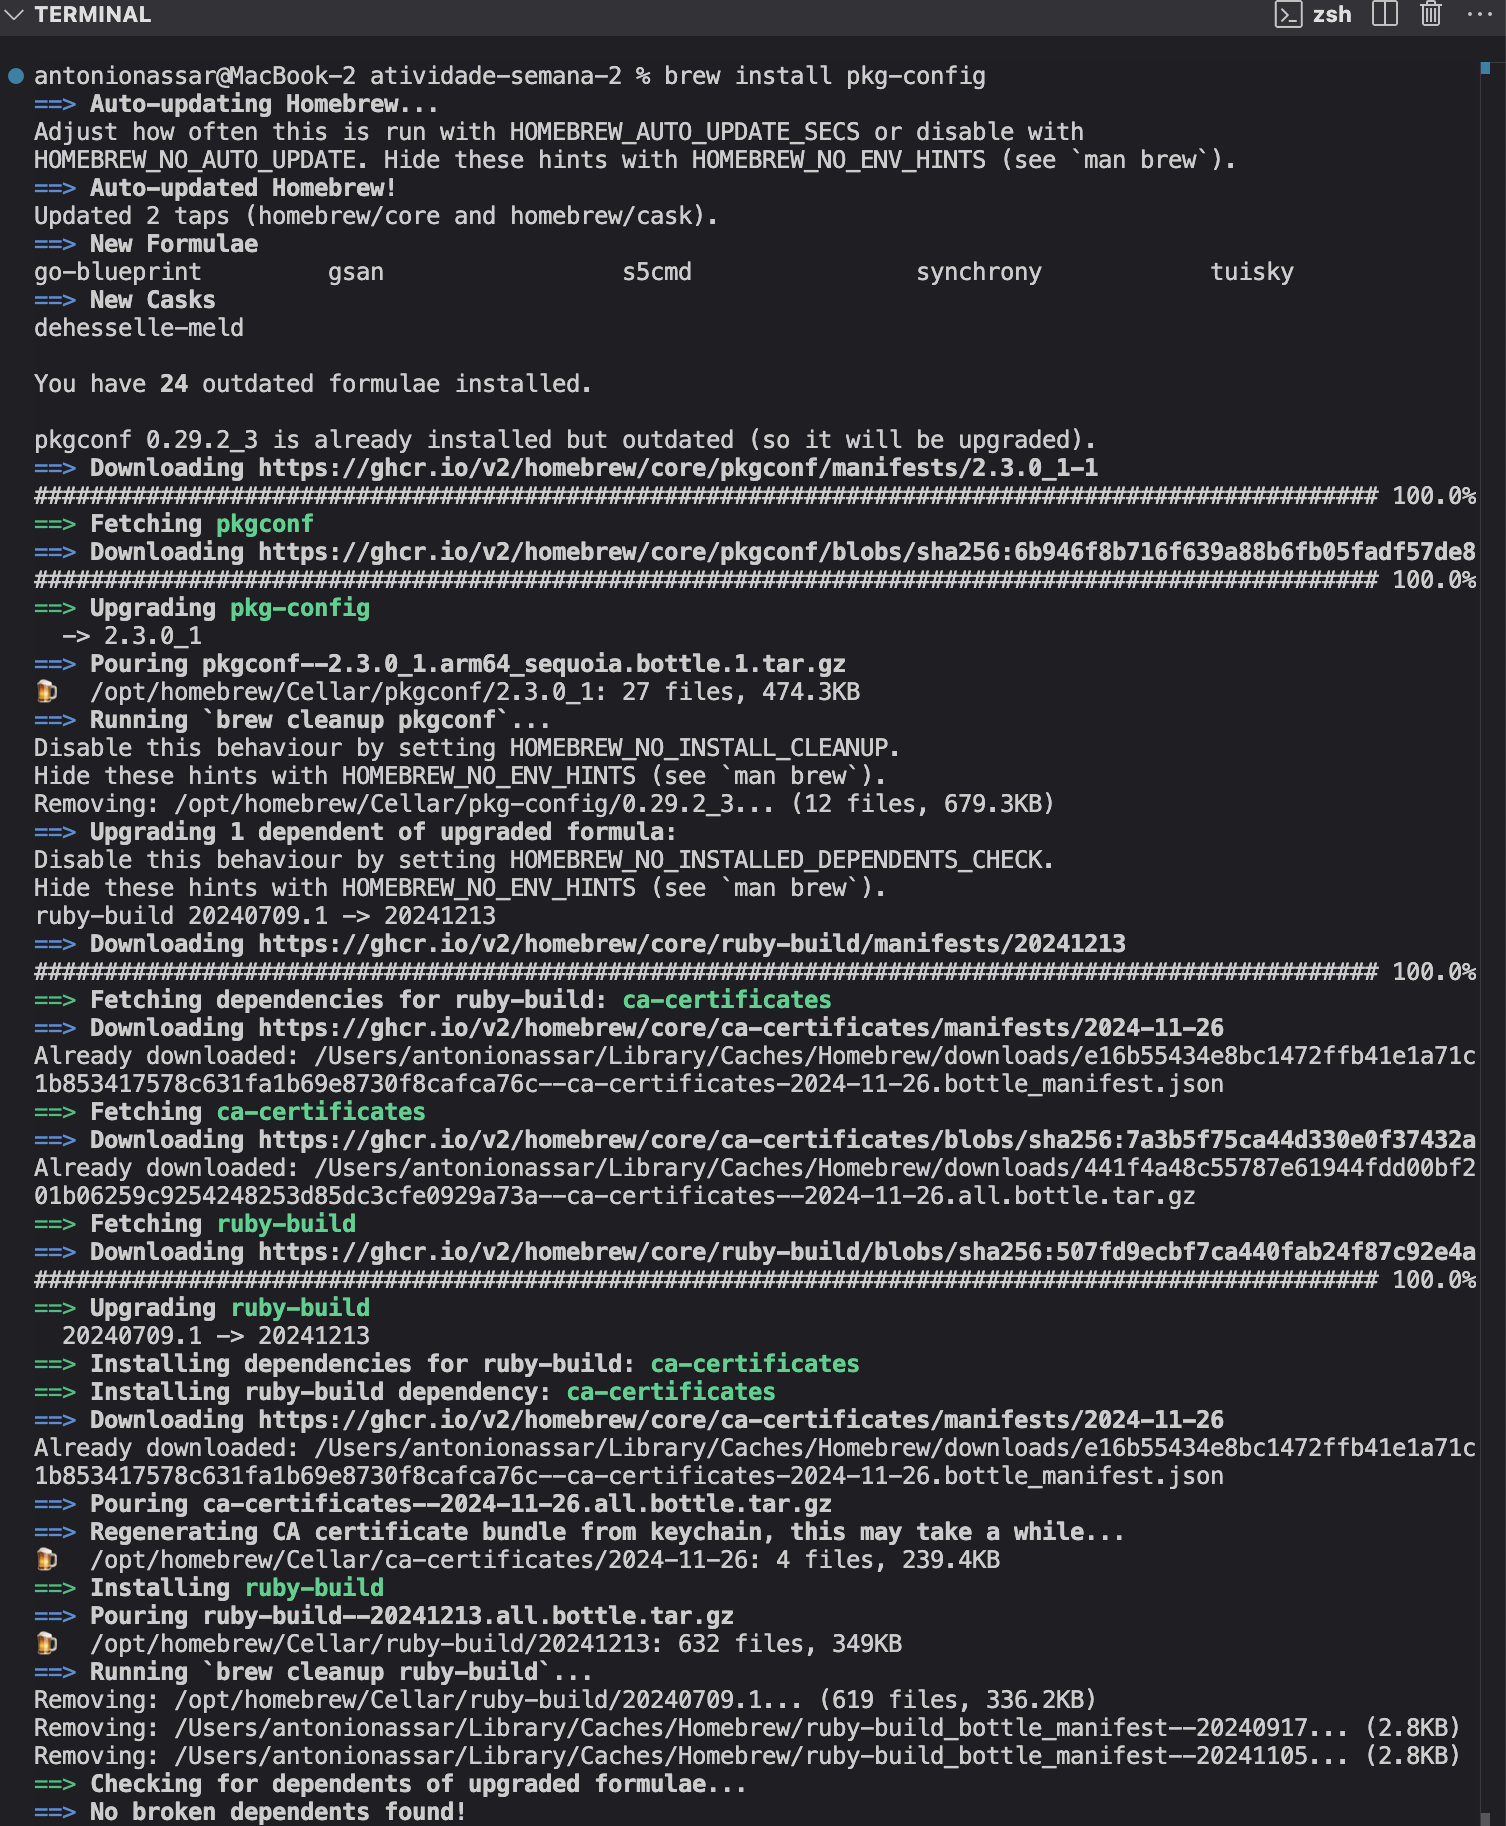 TERMINAL
zsh
antonionassar@MacBook-2 atividade-semana-2 % brew install pkg-config
==> Auto-updating Homebrew...
Adjust how often this is run with HOMEBREW_AUTO_UPDATE_SECS or disable with
HOMEBREW_NO_AUTO_UPDATE. Hide these hints with HOMEBREW_NO_ENV_HINTS (see `man brew`).
==> Auto-updated Homebrew!
Updated 2 taps (homebrew/core and homebrew/cask).
==> New Formulae
go-blueprint gsan s5cmd synchrony tuisky
==> New Casks
dehesselle-meld
You have 24 outdated formulae installed.
pkgconf 0.29.2_3 is already installed but outdated (so it will be upgraded).
==> Downloading https://ghcr.io/v2/homebrew/core/pkgconf/manifests/2.3.0_1-1
################################################################################################ 100.0%
==> Fetching pkgconf
==> Downloading https://ghcr.io/v2/homebrew/core/pkgconf/blobs/sha256:6b946f8b716f639a88b6fb05fadf57de8
################################################################################################ 100.0%
==> Upgrading pkg-config
-> 2.3.0_1
==> Pouring pkgconf--2.3.0_1.arm64_sequoia.bottle.1.tar.gz
🍺 /opt/homebrew/Cellar/pkgconf/2.3.0_1: 27 files, 474.3KB
==> Running `brew cleanup pkgconf`...
Disable this behaviour by setting HOMEBREW_NO_INSTALL_CLEANUP.
Hide these hints with HOMEBREW_NO_ENV_HINTS (see `man brew`).
Removing: /opt/homebrew/Cellar/pkg-config/0.29.2_3... (12 files, 679.3KB)
==> Upgrading 1 dependent of upgraded formula:
Disable this behaviour by setting HOMEBREW_NO_INSTALLED_DEPENDENTS_CHECK.
Hide these hints with HOMEBREW_NO_ENV_HINTS (see `man brew`).
ruby-build 20240709.1 -> 20241213
==> Downloading https://ghcr.io/v2/homebrew/core/ruby-build/manifests/20241213
################################################################################################ 100.0%
==> Fetching dependencies for ruby-build: ca-certificates
==> Downloading https://ghcr.io/v2/homebrew/core/ca-certificates/manifests/2024-11-26
Already downloaded: /Users/antonionassar/Library/Caches/Homebrew/downloads/e16b55434e8bc1472ffb41e1a71c
1b853417578c631fa1b69e8730f8cafca76c--ca-certificates-2024-11-26.bottle_manifest.json
==> Fetching ca-certificates
==> Downloading https://ghcr.io/v2/homebrew/core/ca-certificates/blobs/sha256:7a3b5f75ca44d330e0f37432a
Already downloaded: /Users/antonionassar/Library/Caches/Homebrew/downloads/441f4a48c55787e61944fdd00bf2
01b06259c9254248253d85dc3cfe0929a73a--ca-certificates--2024-11-26.all.bottle.tar.gz
==> Fetching ruby-build
==> Downloading https://ghcr.io/v2/homebrew/core/ruby-build/blobs/sha256:507fd9ecbf7ca440fab24f87c92e4a
################################################################################################ 100.0%
==> Upgrading ruby-build
20240709.1 -> 20241213
==> Installing dependencies for ruby-build: ca-certificates
==> Installing ruby-build dependency: ca-certificates
==> Downloading https://ghcr.io/v2/homebrew/core/ca-certificates/manifests/2024-11-26
Already downloaded: /Users/antonionassar/Library/Caches/Homebrew/downloads/e16b55434e8bc1472ffb41e1a71c
1b853417578c631fa1b69e8730f8cafca76c--ca-certificates-2024-11-26.bottle_manifest.json
==> Pouring ca-certificates--2024-11-26.all.bottle.tar.gz
==> Regenerating CA certificate bundle from keychain, this may take a while...
🍺 /opt/homebrew/Cellar/ca-certificates/2024-11-26: 4 files, 239.4KB
==> Installing ruby-build
==> Pouring ruby-build--20241213.all.bottle.tar.gz
🍺 /opt/homebrew/Cellar/ruby-build/20241213: 632 files, 349KB
==> Running `brew cleanup ruby-build`...
Removing: /opt/homebrew/Cellar/ruby-build/20240709.1... (619 files, 336.2KB)
Removing: /Users/antonionassar/Library/Caches/Homebrew/ruby-build_bottle_manifest--20240917... (2.8KB)
Removing: /Users/antonionassar/Library/Caches/Homebrew/ruby-build_bottle_manifest--20241105... (2.8KB)
==> Checking for dependents of upgraded formulae...
==> No broken dependents found!